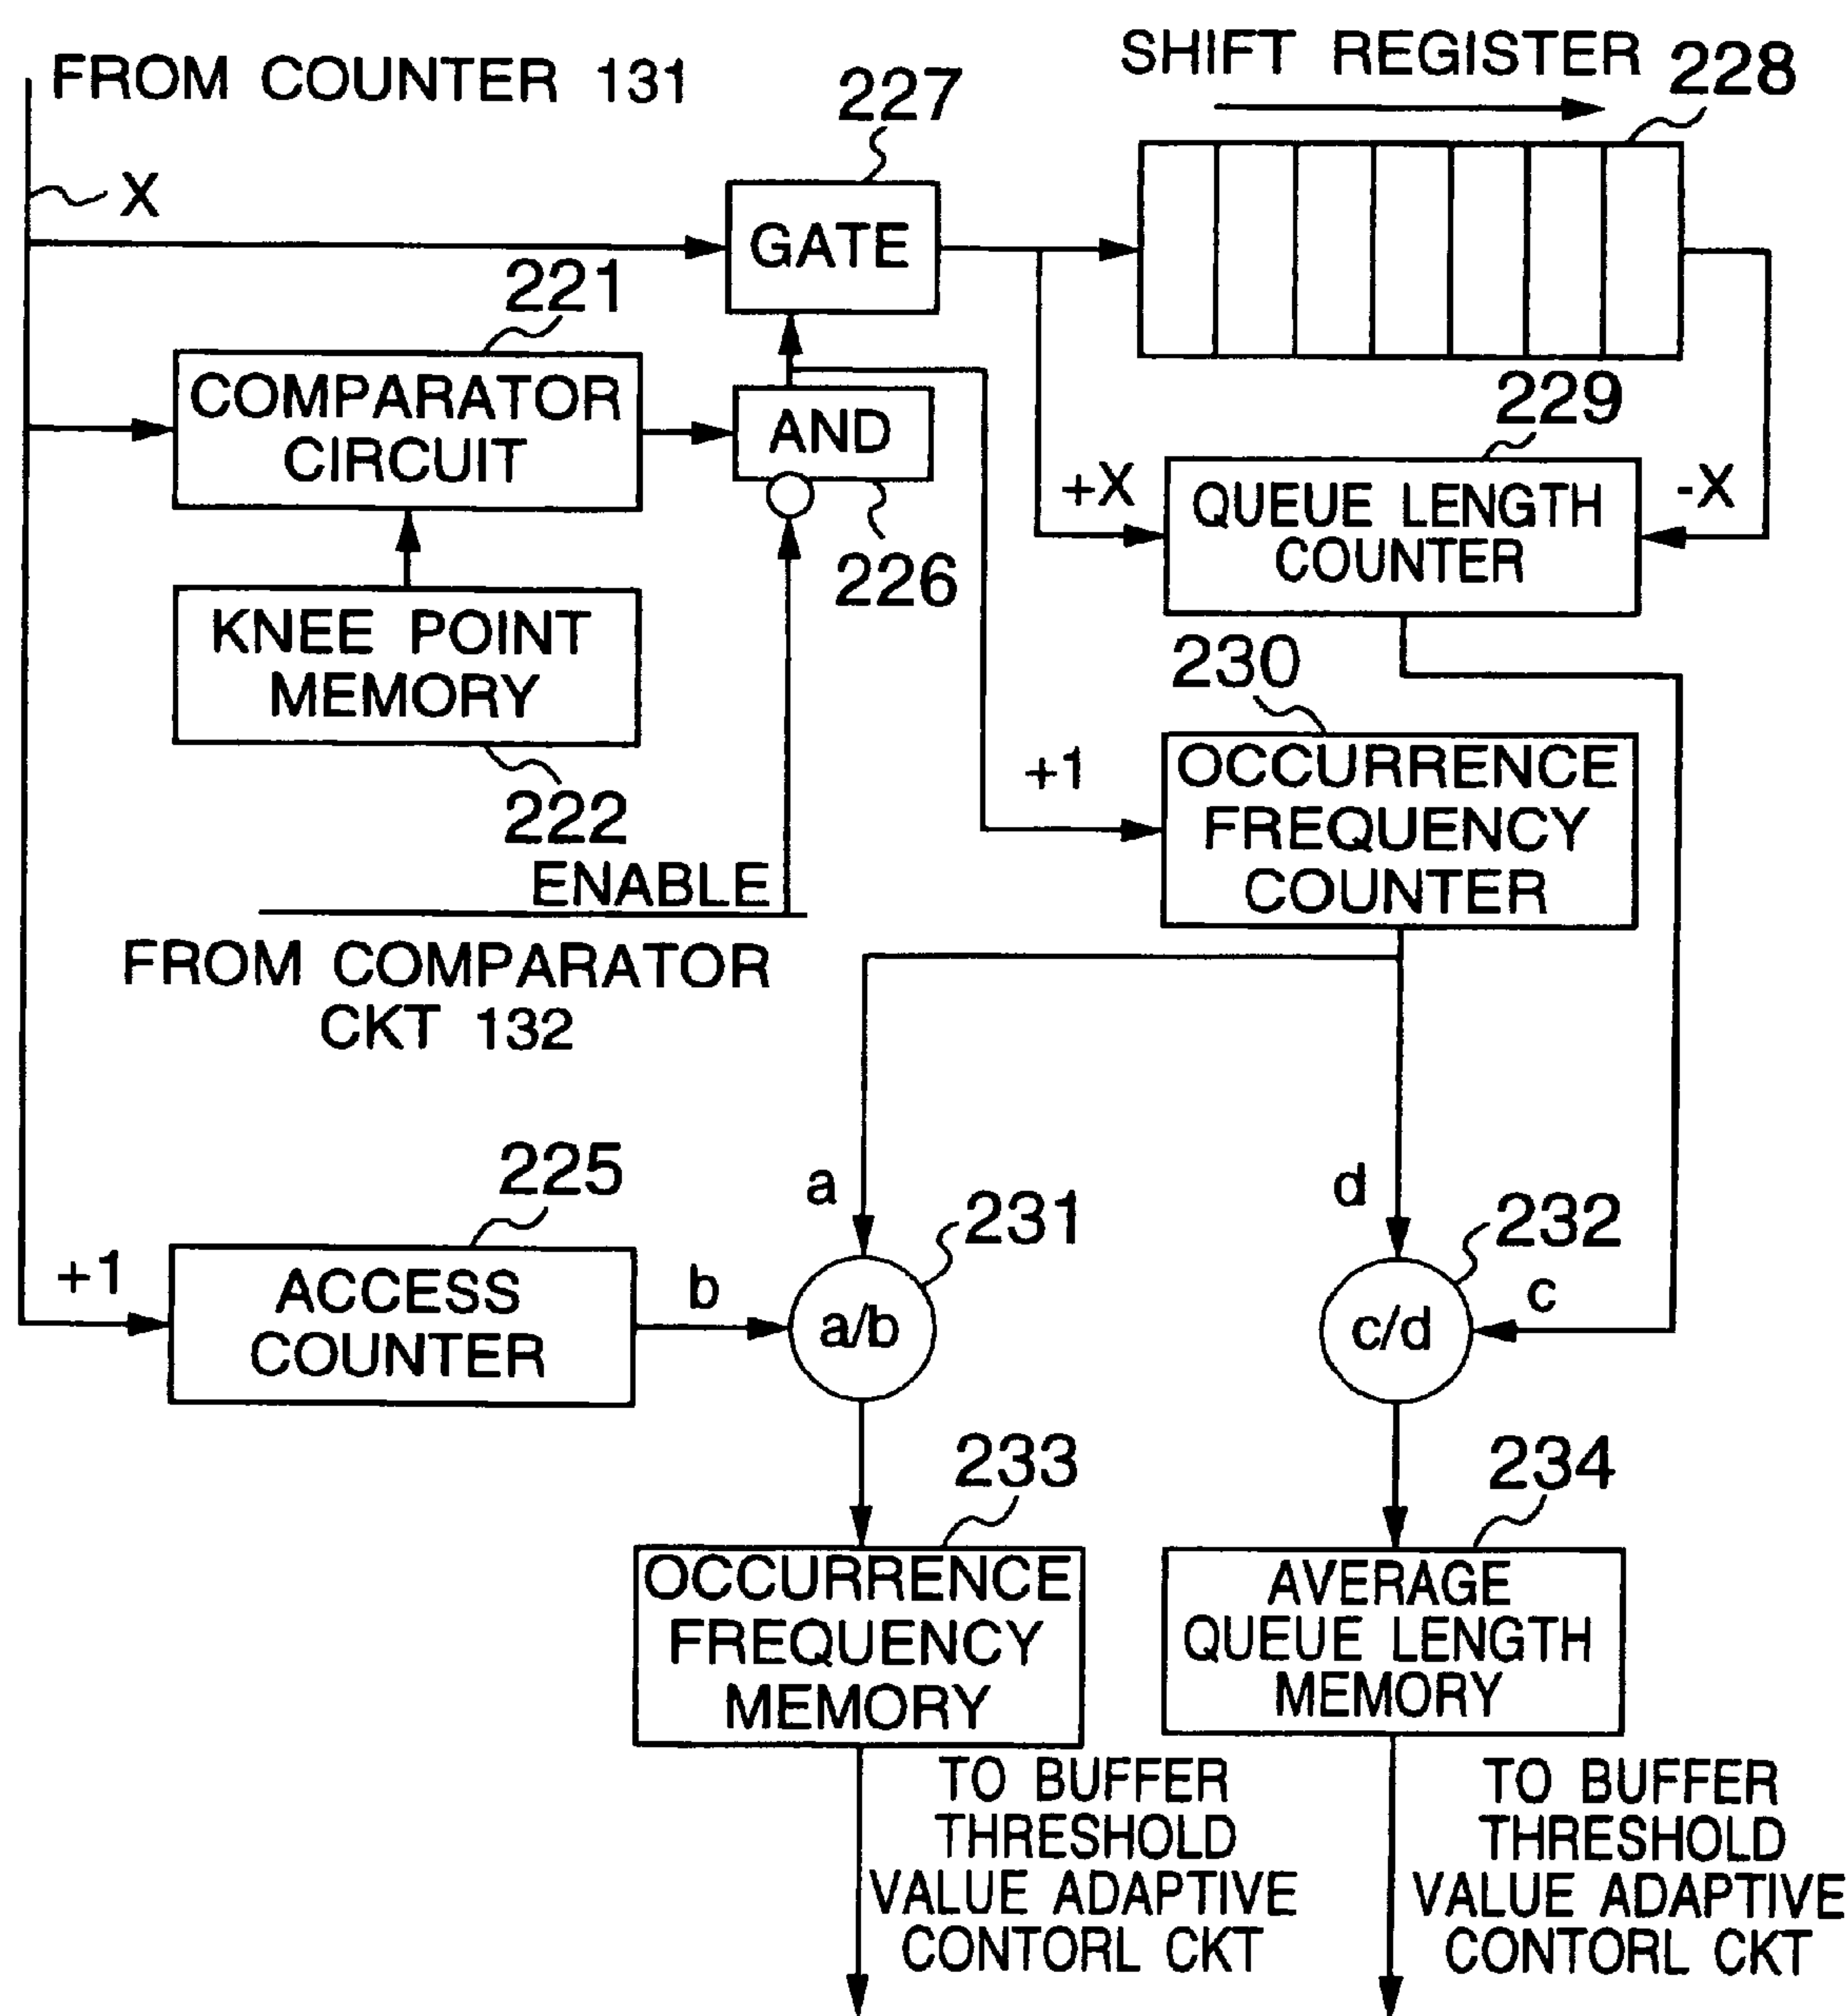 FROM COUNTER 131
SHIFT REGISTER 228
227
X
GATE
221
COMPARATOR
CIRCUIT
AND
229
+X
QUEUE LENGTH
COUNTER
-X
226
KNEE POINT
MEMORY
222
230
+1
OCCURRENCE
FREQUENCY
COUNTER
ENABLE
FROM COMPARATOR
CKT 132
225
a
231
d
232
+1
ACCESS
COUNTER
b
a/b
c/d
c
233
234
OCCURRENCE
FREQUENCY
MEMORY
AVERAGE
QUEUE LENGTH
MEMORY
TO BUFFER
THRESHOLD
VALUE ADAPTIVE
CONTORL CKT
TO BUFFER
THRESHOLD
VALUE ADAPTIVE
CONTORL CKT